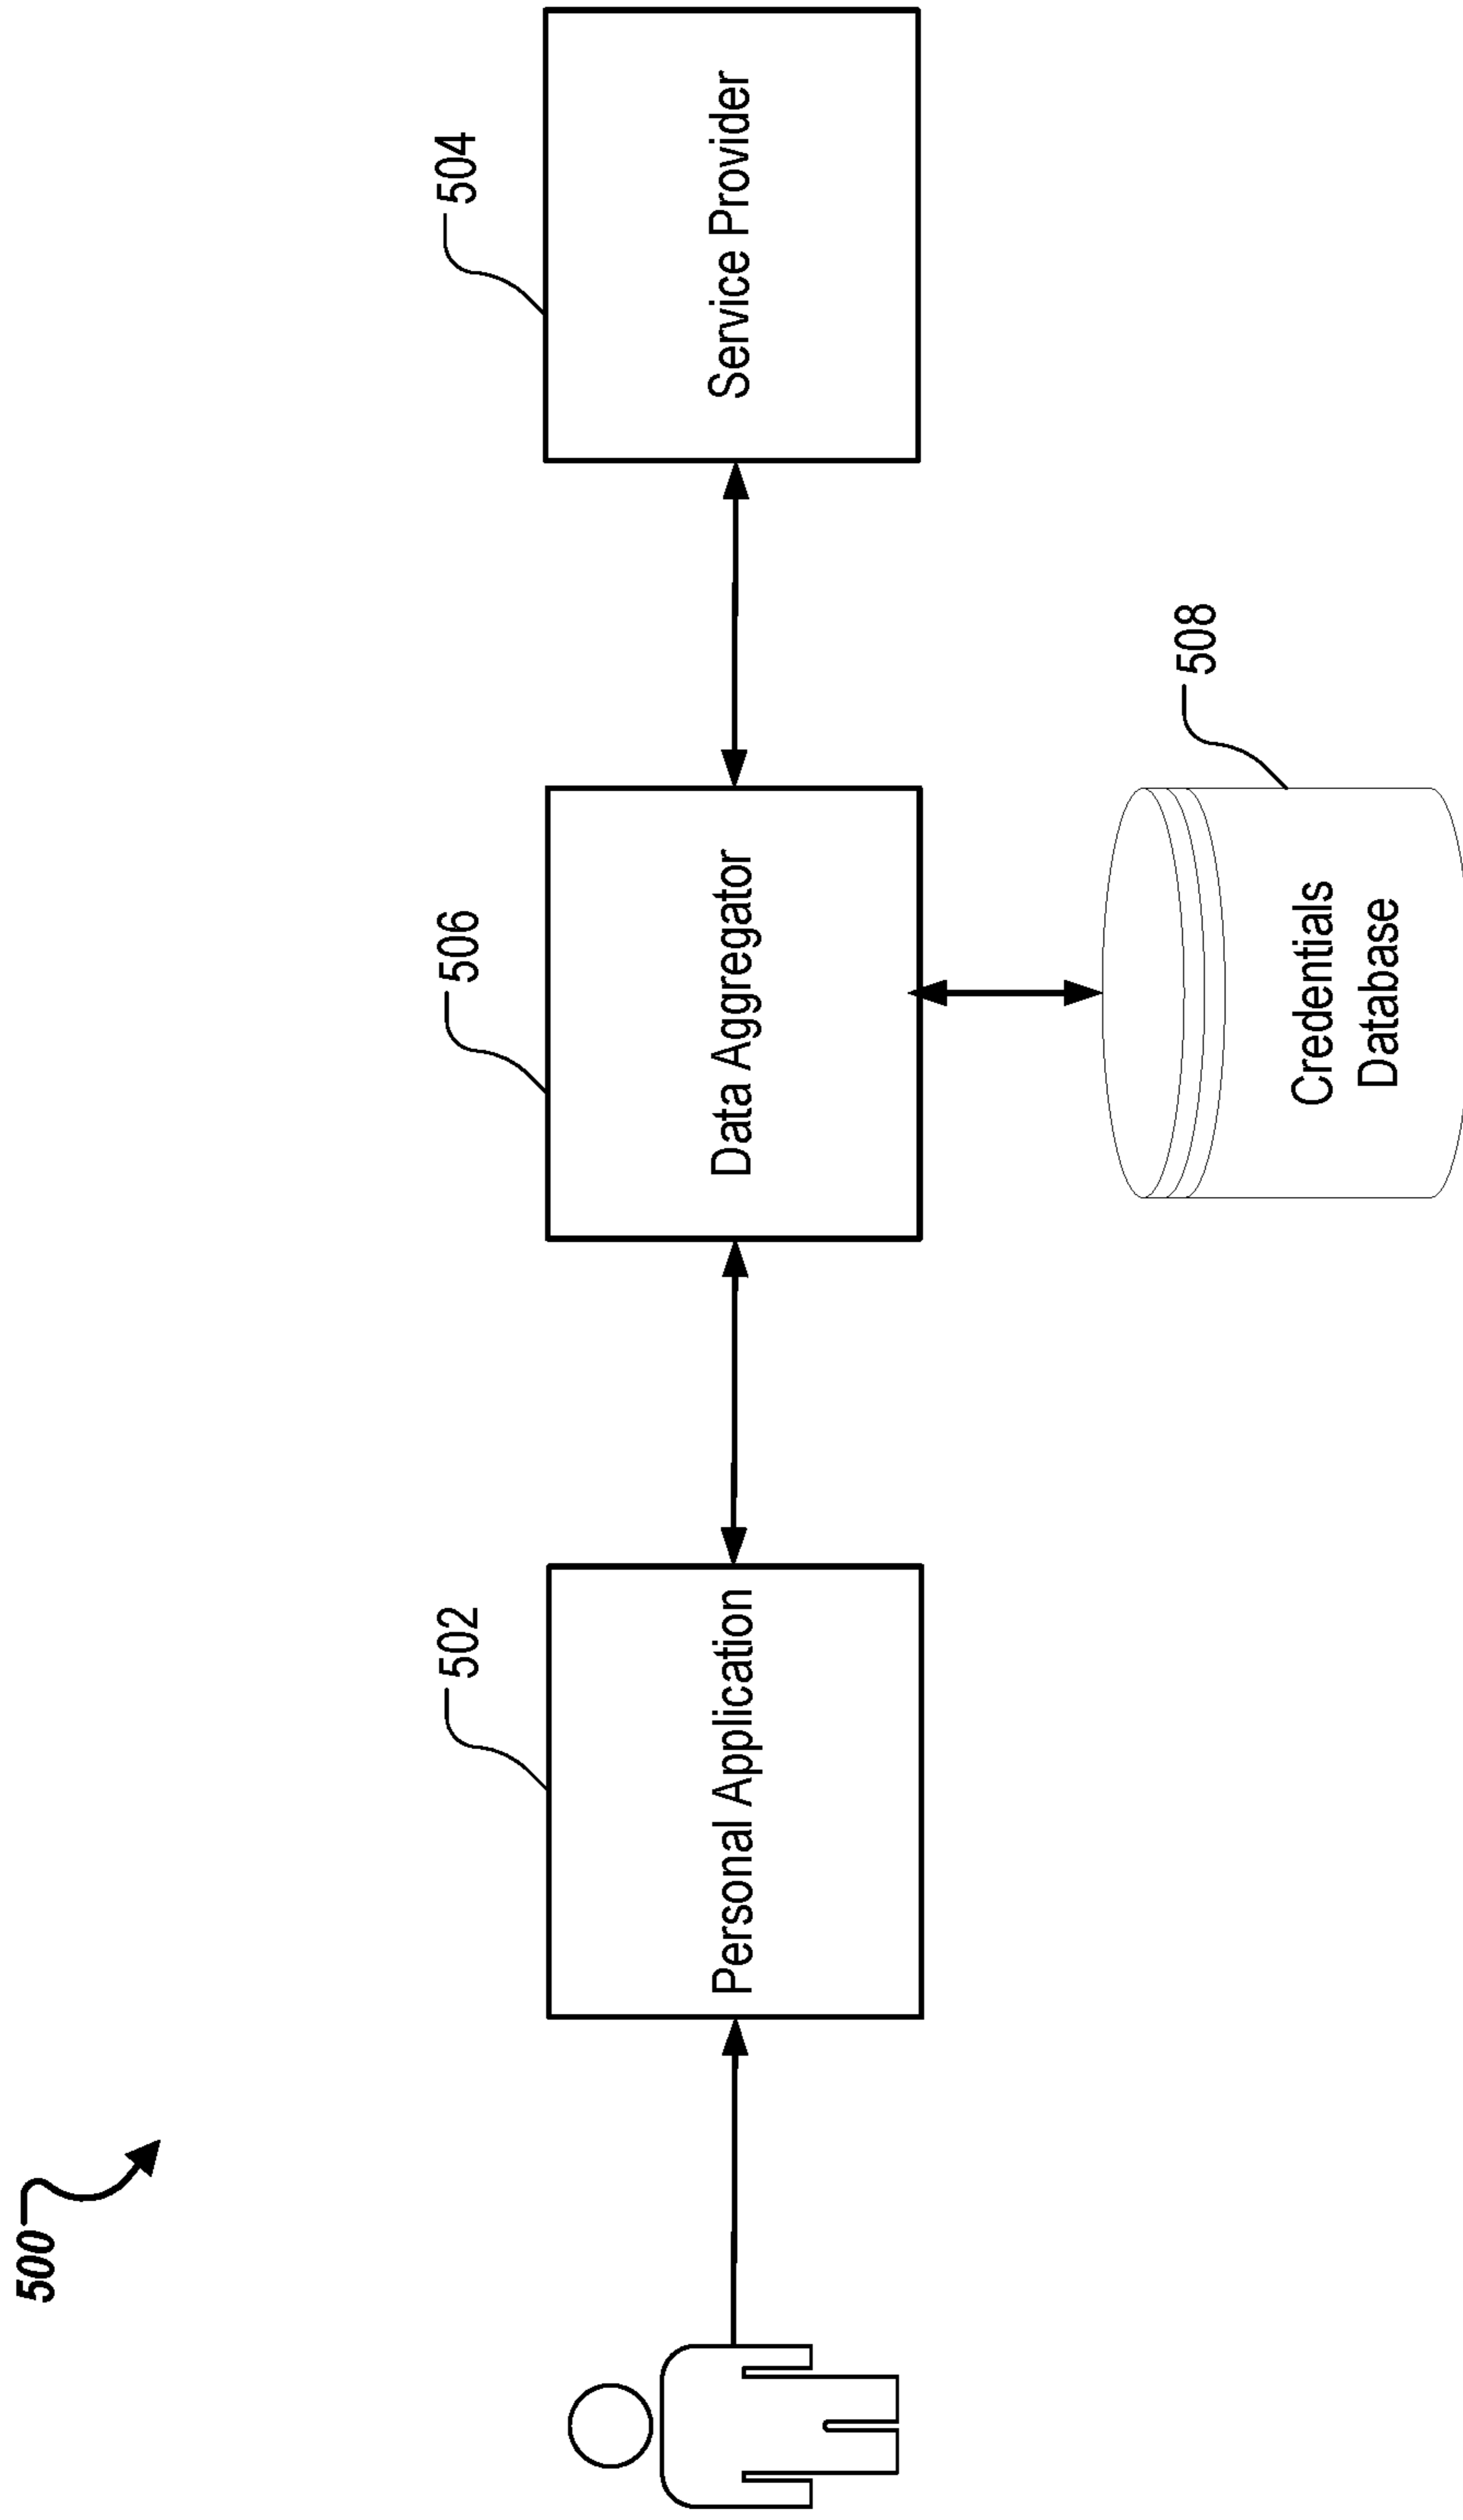 500
502
Personal Application
506
Data Aggregator
504
Service Provider
508
Credentials
Database